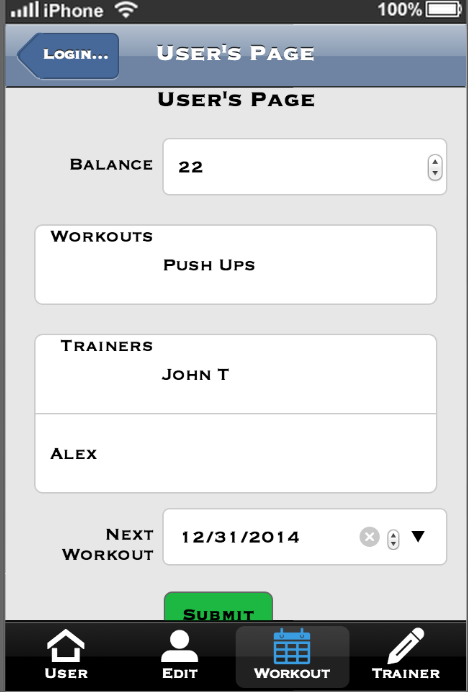 iPhone 100%
Login... User's Page
User's Page
Balance 22
Workouts
Push Ups
Trainers
John T
Alex
Next
Workout
12/31/2014
Submit
User Edit Workout Trainer